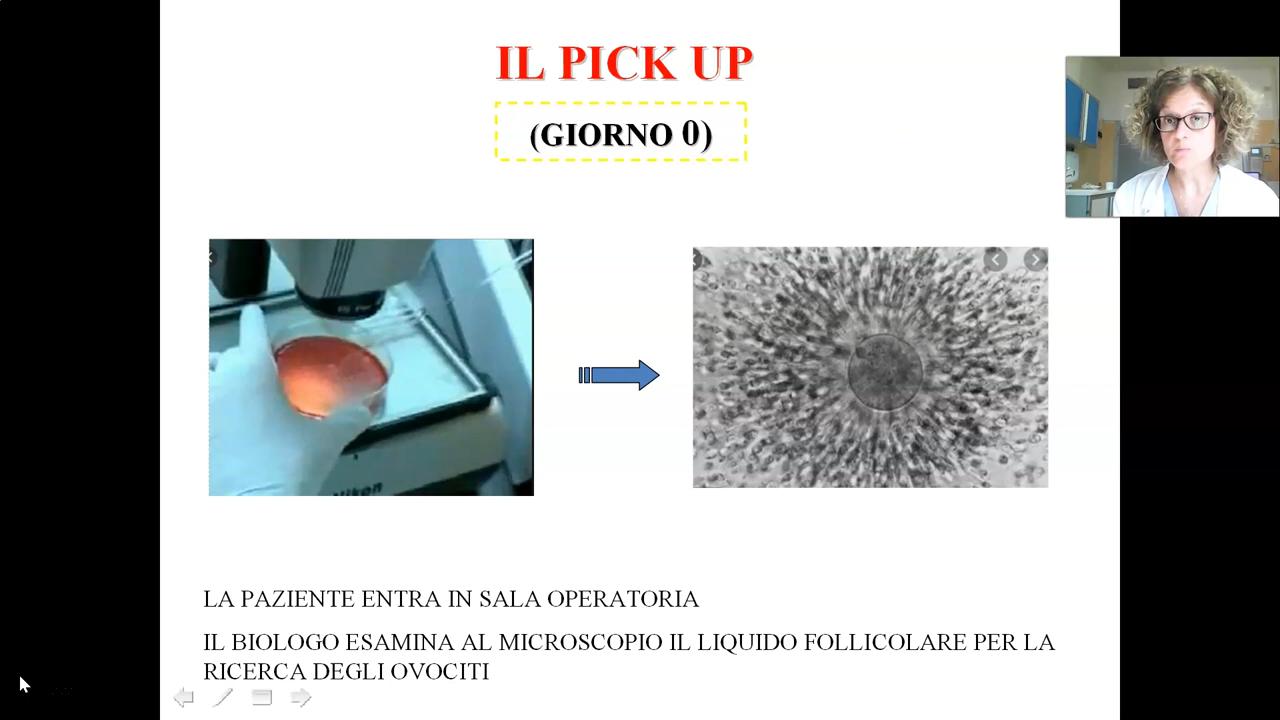 IL PICK UP
(GIORNO 0)
Nikon
LA PAZIENTE ENTRA IN SALA OPERATORIA
IL BIOLOGO ESAMINA AL MICROSCOPIO IL LIQUIDO FOLLICOLARE PER LA
RICERCA DEGLI OVOCITI